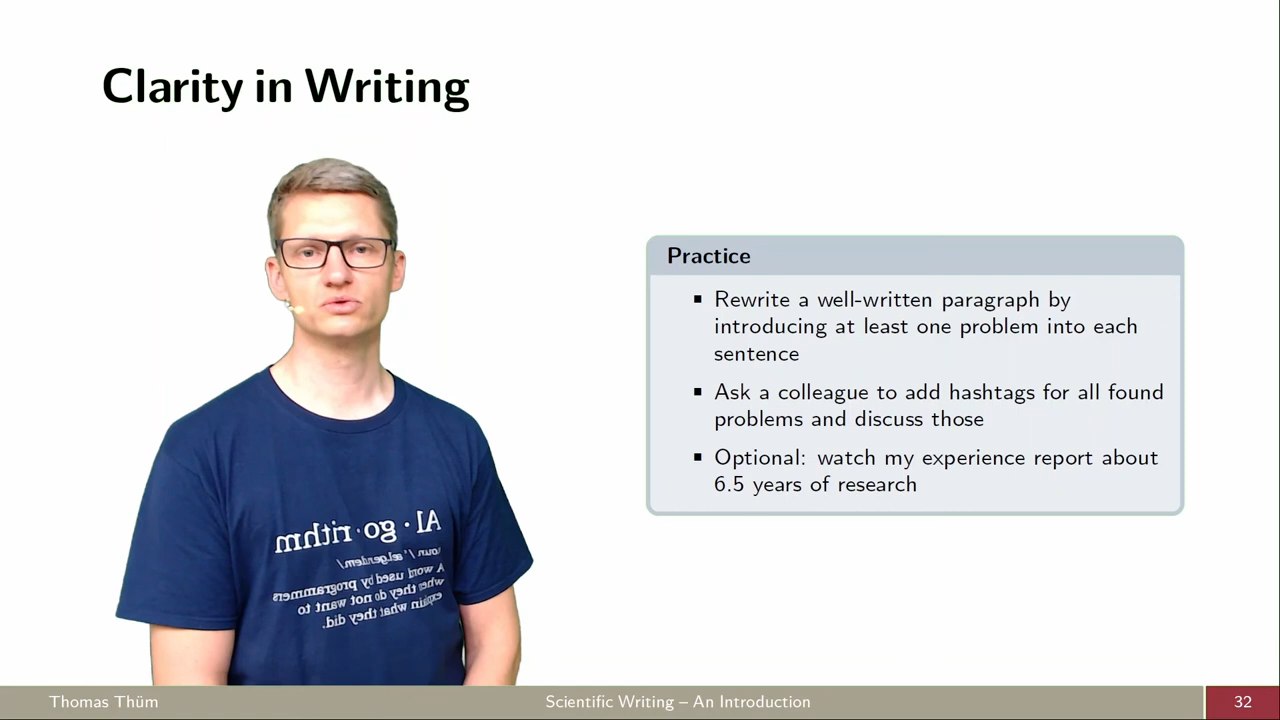 Clarity in Writing
Practice
▪ Rewrite a well-written paragraph by
introducing at least one problem into each
sentence
▪ Ask a colleague to add hashtags for all found
problems and discuss those
▪ Optional: watch my experience report about
6.5 years of research
Al·go·rithm
A word used by programmers
when they do not want to
explain what they did.
Thomas Thüm
Scientific Writing – An Introduction
32